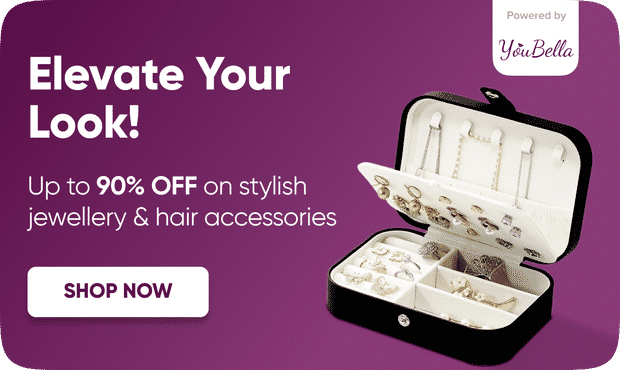 Powered by
YouBella
Elevate Your
Look!
Up to 90% OFF on stylish
jewellery & hair accessories
SHOP NOW